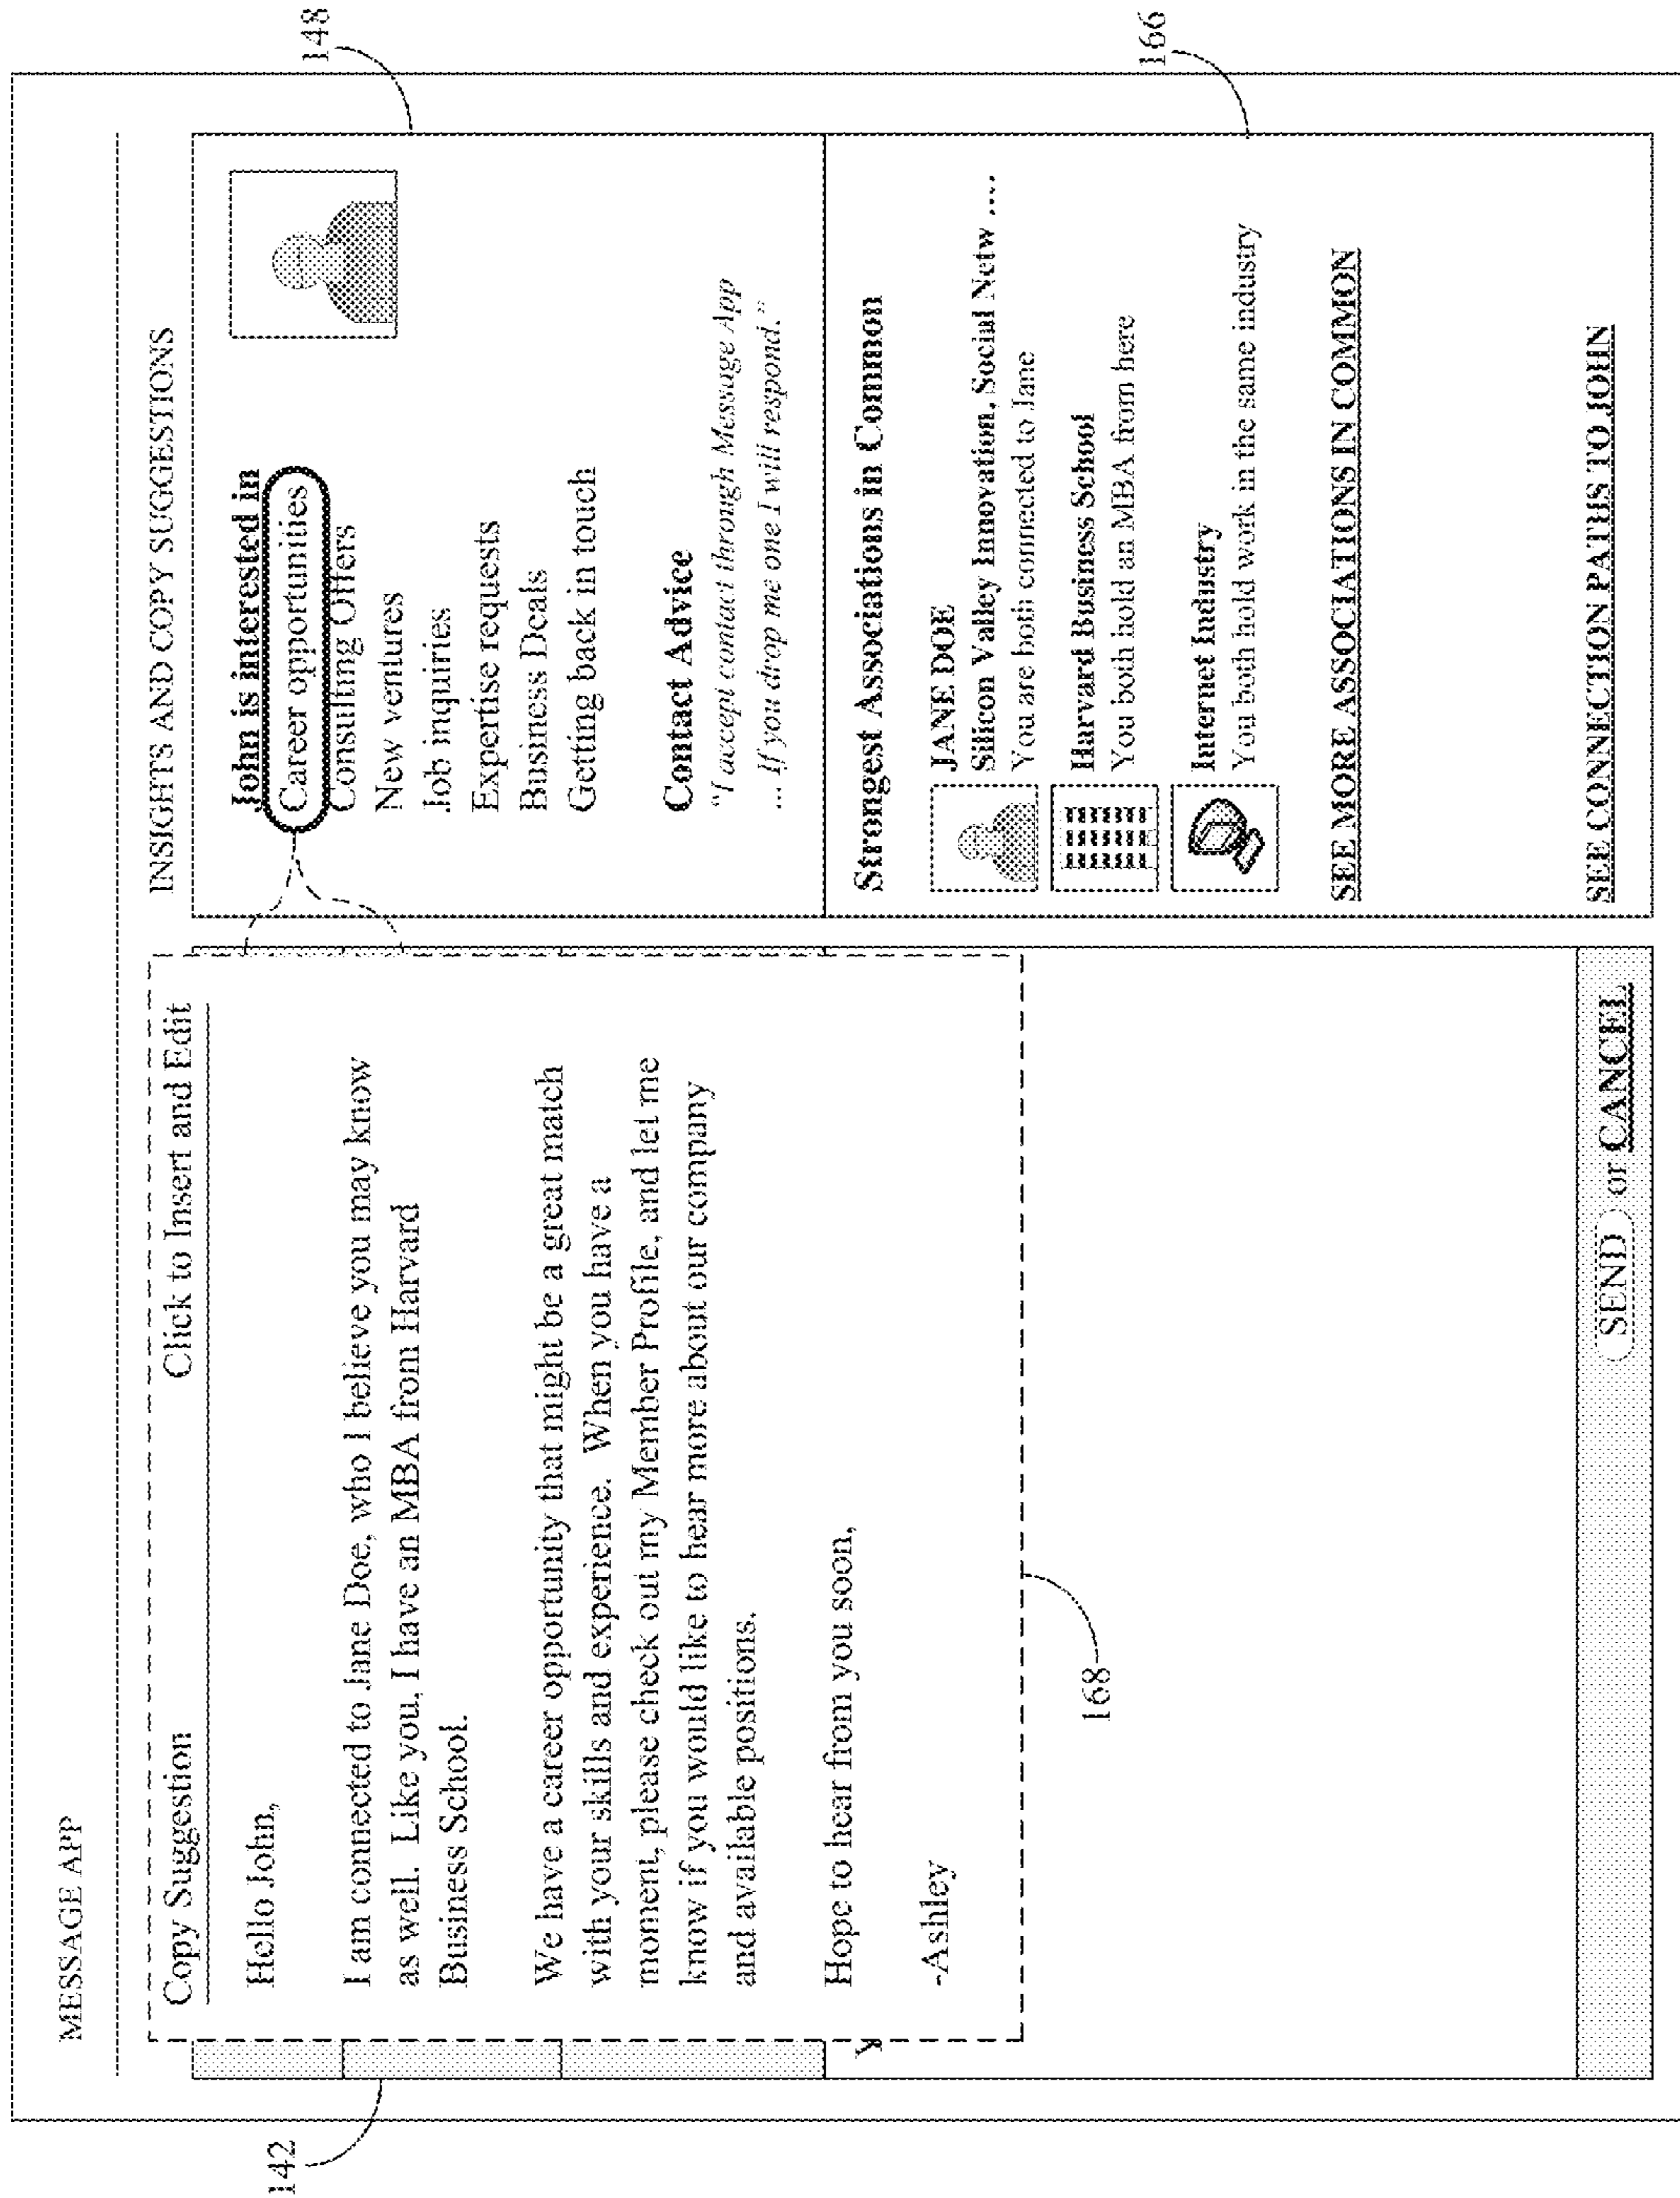 MESSAGE APP
Copy Suggestion Click to Insert and Edit
Hello John,
I am connected to Jane Doe, who I believe you may know
as well. Like you, I have an MBA from Harvard
Business School.
We have a career opportunity that might be a great match
with your skills and experience. When you have a
moment, please check out my Member Profile, and let me
know if you would like to hear more about our company
and available positions.
Hope to hear from you soon,
-Ashley
y
SEND or CANCEL
142
168
INSIGHTS AND COPY SUGGESTIONS
John is interested in
Career opportunities
Consulting Offers
New ventures
Job inquiries
Expertise requests
Business Deals
Getting back in touch
Contact Advice
"I accept contact through Message App
... If you drop me one I will respond."
148
Strongest Associations in Common
JANE DOE
Silicon Valley Innovation, Social Netw ....
You are both connected to Jane
Harvard Business School
You both hold an MBA from here
Internet Industry
You both hold work in the same industry
SEE MORE ASSOCIATIONS IN COMMON
SEE CONNECTION PATHS TO JOHN
166